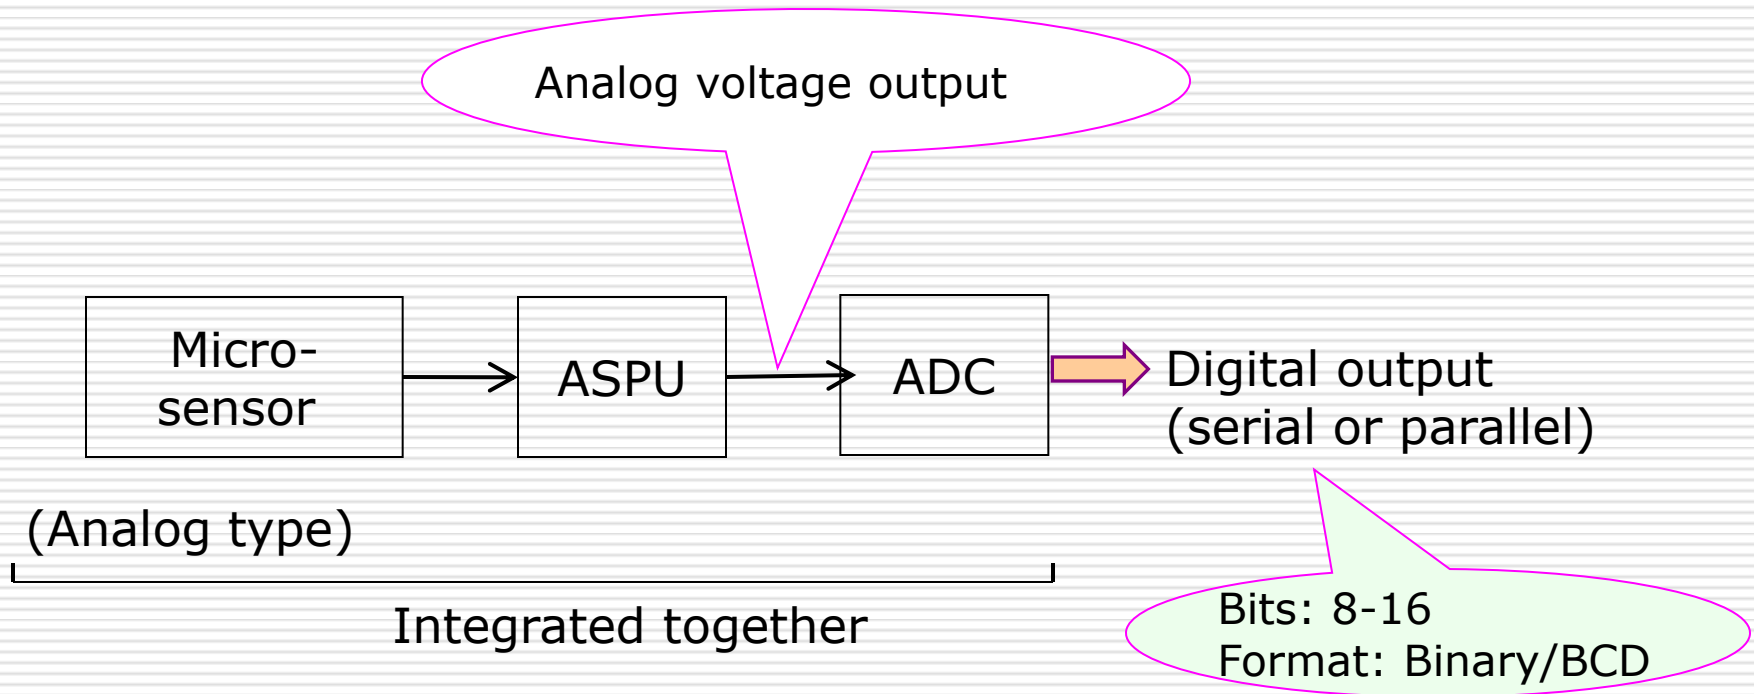 Analog voltage output
Micro-
sensor
ASPU
ADC
Digital output
(serial or parallel)
(Analog type)
Integrated together
Bits: 8-16
Format: Binary/BCD